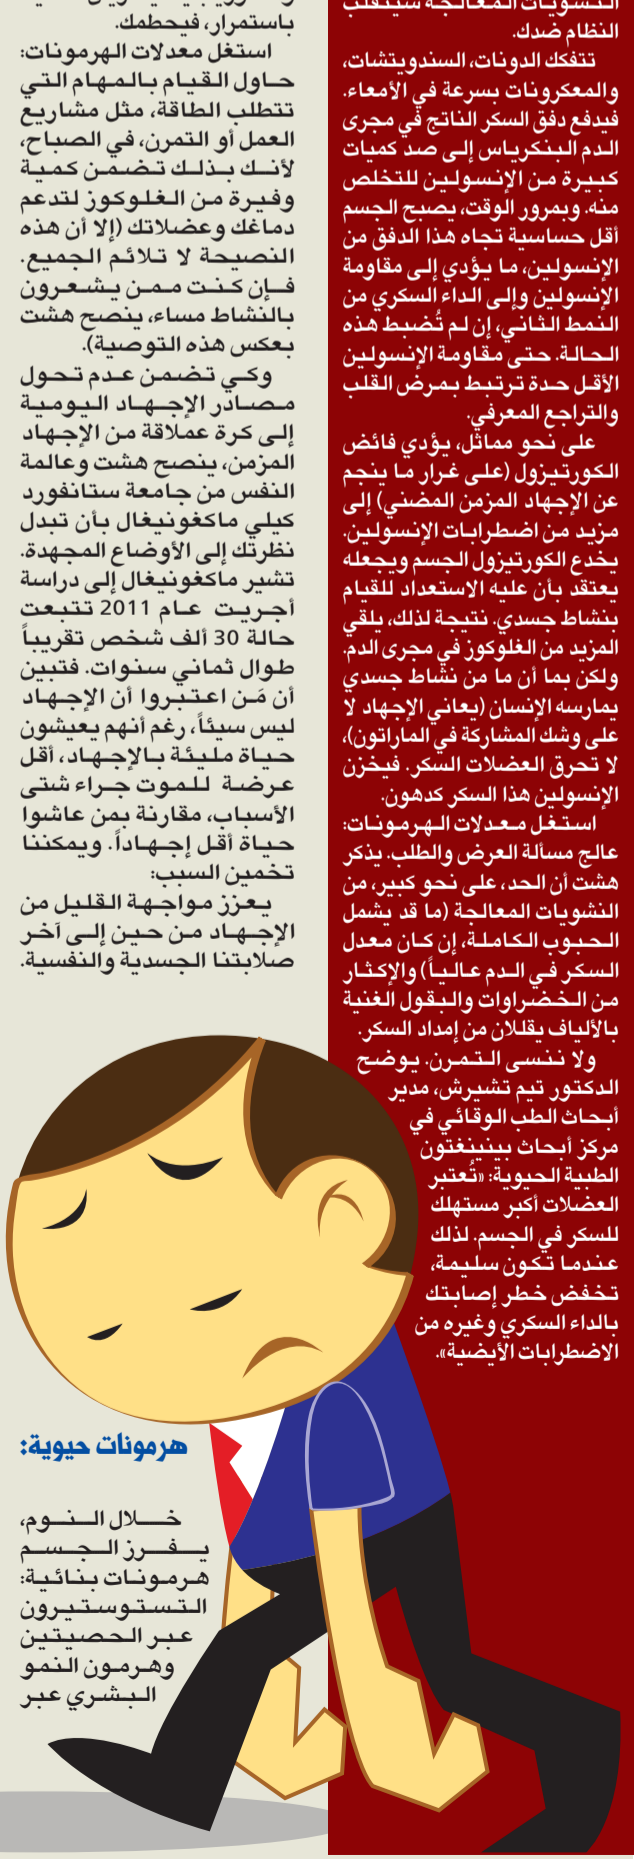 النشويات المعالجة سينقلب
النظام ضدك.
تتفكك الدونات، السندويتشات،
والمعكرونات بسرعة في الأمعاء.
فيدفع دفق السكر الناتج في مجرى
الدم البنكرياس إلى صد كميات
كبيرة من الإنسولين للتخلص
منه. وبمرور الوقت، يصبح الجسم
أقل حساسية تجاه هذا الدفق من
الإنسولين، ما يؤدي إلى مقاومة
الإنسولين وإلى الداء السكري من
النمط الثاني، إن لم تُضبط هذه
الحالة. حتى مقاومة الإنسولين
الأقل حدة ترتبط بمرض القلب
والتراجع المعرفي.
على نحو مماثل، يؤدي فائض
الكورتيزول (على غرار ما ينجم
عن الإجهاد المزمن المضني) إلى
مزيد من اضطرابات الإنسولين.
يخدع الكورتيزول الجسم ويجعله
يعتقد بأن عليه الاستعداد للقيام
بنشاط جسدي. نتيجة لذلك، يلقي
المزيد من الغلوكوز في مجرى الدم.
ولكن بما أن ما من نشاط جسدي
يمارسه الإنسان (يعاني الإجهاد لا
على وشك المشاركة في الماراتون)،
لا تحرق العضلات السكر. فيخزن
الإنسولين هذا السكر كدهون.
استغل معدلات الهرمونات:
عالج مسألة العرض والطلب. يذكر
هشت أن الحد، على نحو كبير، من
النشويات المعالجة (ما قد يشمل
الحبوب الكاملة، إن كان معدل
السكر في الدم عالياً) والإكثار
من الخضراوات والبقول الغنية
بالألياف يقللان من إمداد السكر.
ولا ننسى التمرن. يوضح
الدكتور تيم تشيرش، مدير
أبحاث الطب الوقائي في
مركز أبحاث بينينغتون
الطبية الحيوية: «تُعتبر
العضلات أكبر مستهلك
للسكر في الجسم. لذلك
عندما تكون سليمة،
تخفض خطر إصابتك
بالداء السكري وغيره من
الاضطرابات الأيضية».
باستمرار، فيحطمك.
استغل معدلات الهرمونات:
حاول القيام بالمهام التي
تتطلب الطاقة، مثل مشاريع
العمل أو التمرن، في الصباح،
لأنك بذلك تضمن كمية
وفيرة من الغلوكوز لتدعم
دماغك وعضلاتك (إلا أن هذه
النصيحة لا تلائم الجميع.
فإن كنت ممن يشعرون
بالنشاط مساء، ينصح هشت
بعكس هذه التوصية).
وكي تضمن عدم تحول
مصادر الإجهاد اليومية
إلى كرة عملاقة من الإجهاد
المزمن، ينصح هشت وعالمة
النفس من جامعة ستانفورد
كيلي ماكغونيغال بأن تبدل
نظرتك إلى الأوضاع المجهدة.
تشير ماكغونيغال إلى دراسة
أجريت عام 2011 تتبعت
حالة 30 ألف شخص تقريباً
طوال ثماني سنوات. فتبين
أن مَن اعتبروا أن الإجهاد
ليس سيئاً، رغم أنهم يعيشون
حياة مليئة بالإجهاد، أقل
عرضة للموت جراء شتى
الأسباب، مقارنة بمن عاشوا
حياة أقل إجهاداً. ويمكننا
تخمين السبب:
يعزز مواجهة القليل من
الإجهاد من حين إلى آخر
صلابتنا الجسدية والنفسية.
هرمونات حيوية:
خلال النوم،
يفرز الجسم
هرمونات بنائية:
التستوستيرون
عبر الحصيتين
وهرمون النمو
البشري عبر